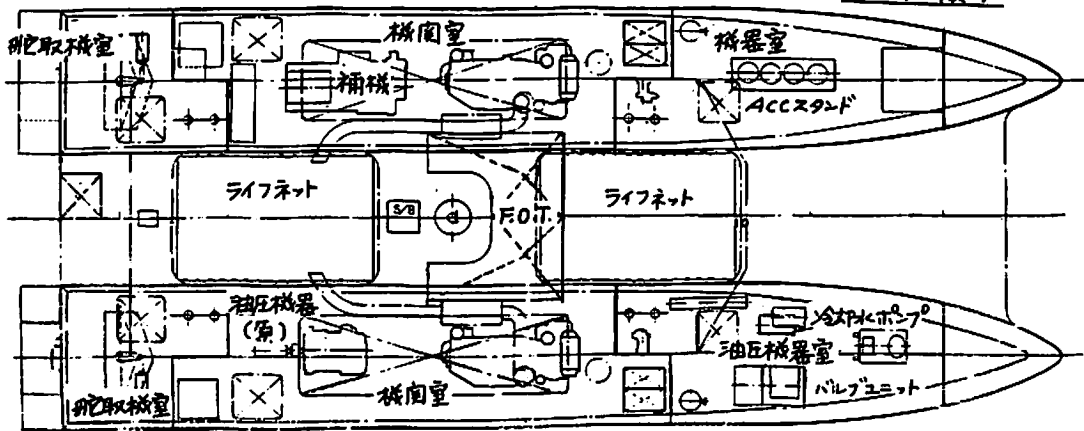 舵取機室
機関室
機器室
補機
ACCスタンド
ライフネット
S/B
F.O.T.
ライフネット
油圧機器
(原)
冷却水ポンプ
油圧機器室
機関室
バルブユニット
舵取機室